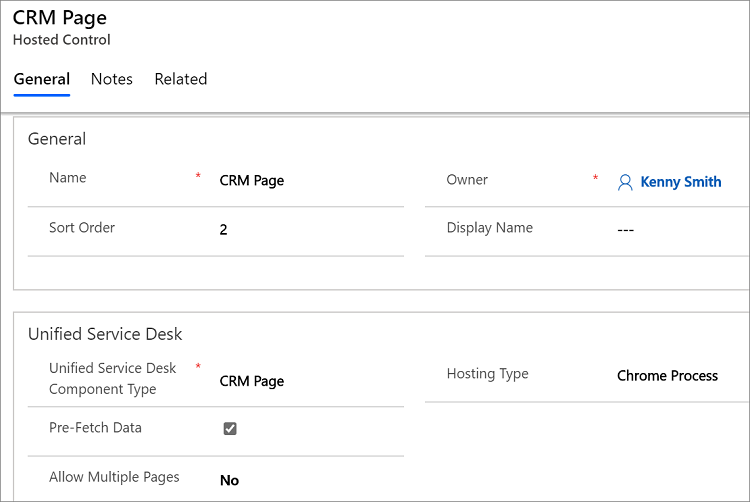 CRM Page
Hosted Control
General Notes Related
General
Name * CRM Page Owner * Kenny Smith
Sort Order 2 Display Name ---
Unified Service Desk
Unified Service Desk * 
Component Type CRM Page Hosting Type Chrome Process
Pre-Fetch Data
Allow Multiple Pages No